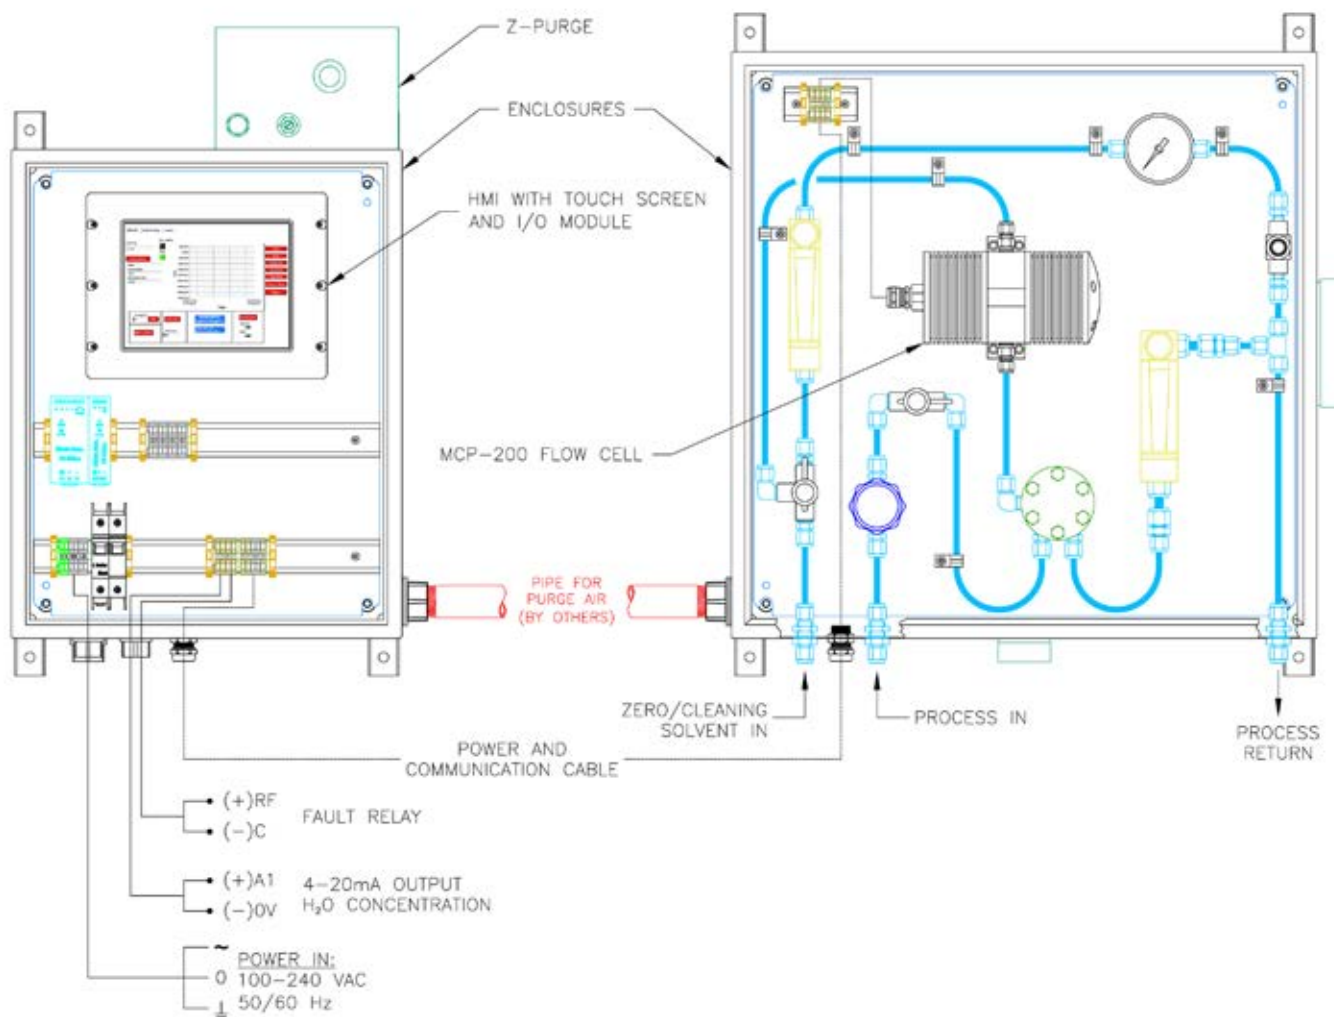 Z-PURGE
ENCLOSURES
HMI WITH TOUCH SCREEN
AND I/O MODULE
MCP-200 FLOW CELL
PIPE FOR
PURGE AIR
(BY OTHERS)
ZERO/CLEANING
SOLVENT IN
PROCESS IN
PROCESS
RETURN
POWER AND
COMMUNICATION CABLE
(+)RF
FAULT RELAY
(-)C
(+)A1
4-20mA OUTPUT
H₂O CONCENTRATION
(-)0V
~
POWER IN:
0 100-240 VAC
50/60 Hz